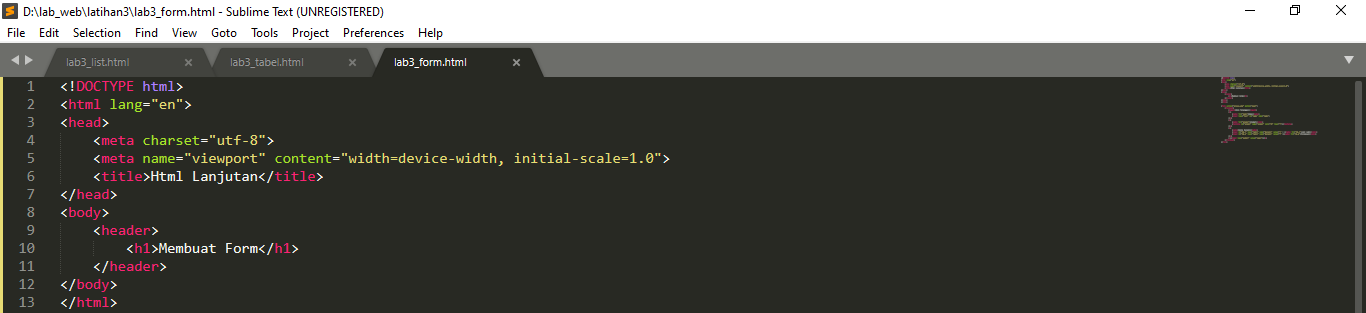 D:\lab_web\latihan3\lab3_form.html - Sublime Text (UNREGISTERED)
File Edit Selection Find View Goto Tools Project Preferences Help
lab3_list.html lab3_tabel.html lab3_form.html
1 <!DOCTYPE html>
2 <html lang="en">
3 <head>
4     <meta charset="utf-8">
5     <meta name="viewport" content="width=device-width, initial-scale=1.0">
6     <title>Html Lanjutan</title>
7 </head>
8 <body>
9     <header>
10         <h1>Membuat Form</h1>
11     </header>
12 </body>
13 </html>